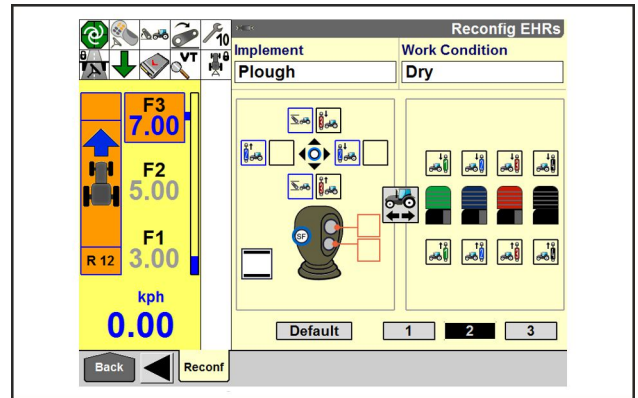 10
VT
Reconfig EHRs
Implement
Work Condition
Plough
Dry
F3
7.00
F2
5.00
F1
R 12
3.00
SF
kph
0.00
Default
1
2
3
Back
Reconf